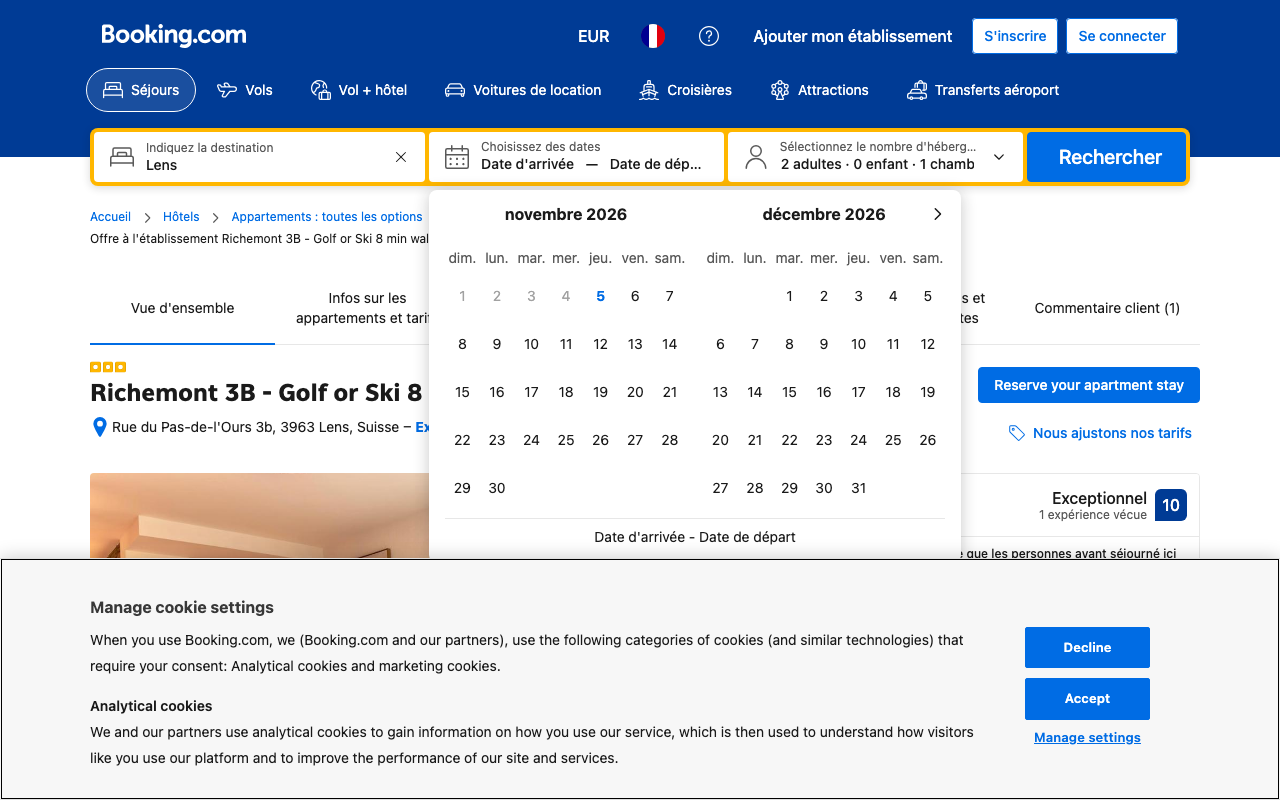 Booking.com
EUR
Ajouter mon établissement
S'inscrire
Se connecter
Séjours
Vols
Vol + hôtel
Voitures de location
Croisières
Attractions
Transferts aéroport
Indiquez la destination
Lens
Choisissez des dates
Date d'arrivée — Date de dép...
Sélectionnez le nombre d'héberg...
2 adultes · 0 enfant · 1 chamb
Rechercher
Accueil
Hôtels
Appartements : toutes les options
Offre à l'établissement Richemont 3B - Golf or Ski 8 min wal
novembre 2026
dim. lun. mar. mer. jeu. ven. sam.
1 2 3 4 5 6 7
8 9 10 11 12 13 14
15 16 17 18 19 20 21
22 23 24 25 26 27 28
29 30
décembre 2026
dim. lun. mar. mer. jeu. ven. sam.
1 2 3 4 5
6 7 8 9 10 11 12
13 14 15 16 17 18 19
20 21 22 23 24 25 26
27 28 29 30 31
Date d'arrivée - Date de départ
Vue d'ensemble
Infos sur les
appartements et tarif
s et
tes
Commentaire client (1)
Richemont 3B - Golf or Ski 8
Reserve your apartment stay
Rue du Pas-de-l'Ours 3b, 3963 Lens, Suisse – Ex
Nous ajustons nos tarifs
Exceptionnel
1 expérience vécue
10
e que les personnes ayant séjourné ici
Manage cookie settings
When you use Booking.com, we (Booking.com and our partners), use the following categories of cookies (and similar technologies) that
require your consent: Analytical cookies and marketing cookies.
Analytical cookies
We and our partners use analytical cookies to gain information on how you use our service, which is then used to understand how visitors
like you use our platform and to improve the performance of our site and services.
Decline
Accept
Manage settings